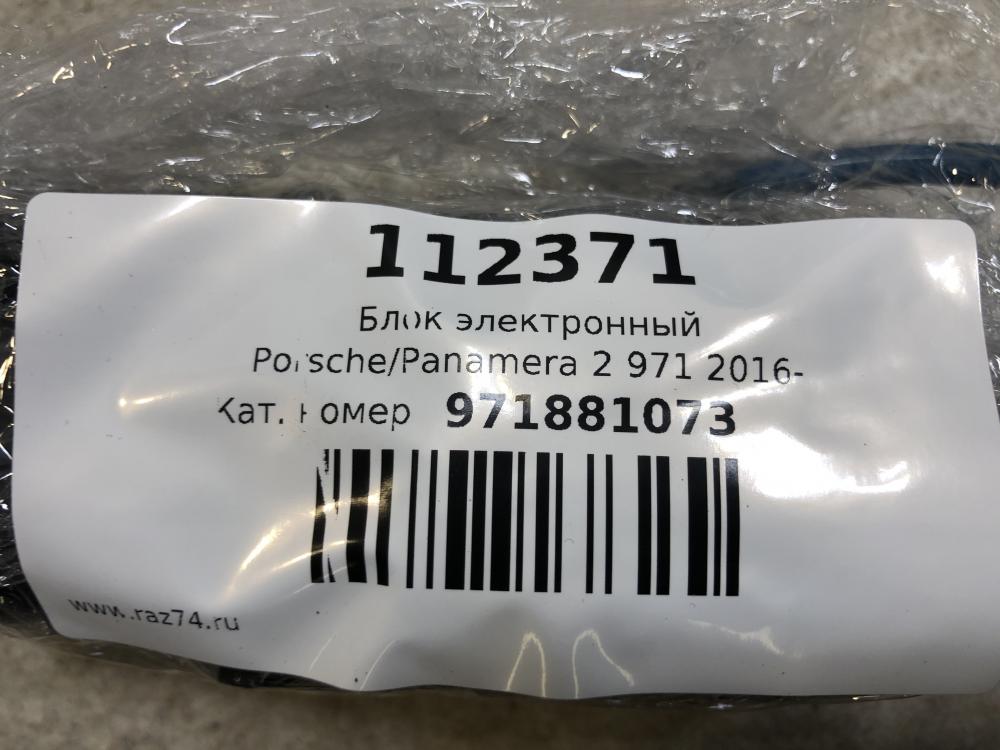 112371
Блок электронный
Porsche/Panamera 2 971 2016-
Кат. номер 971881073
www.raz74.ru